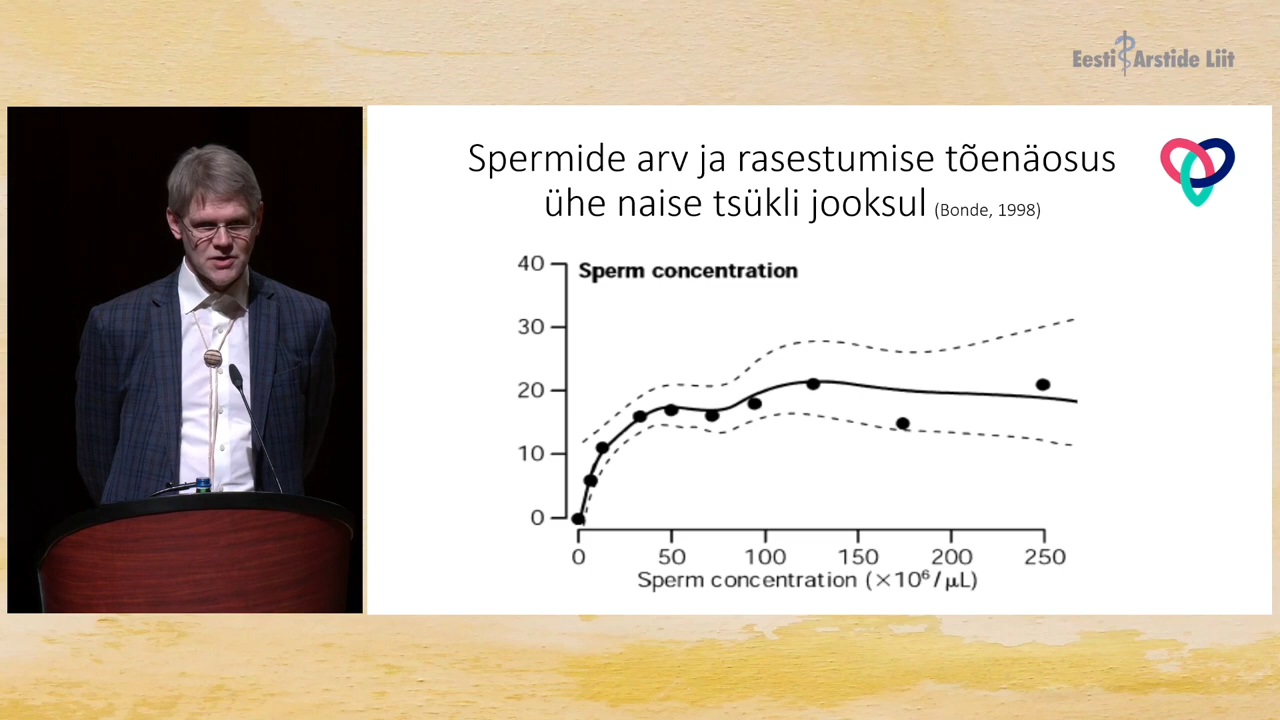 Eesti Arstide Liit
Spermide arv ja rasestumise tõenäosus
ühe naise tsükli jooksul (Bonde, 1998)
Sperm concentration
40
30
20
10
0
0 50 100 150 200 250
Sperm concentration (×10⁶/µL)